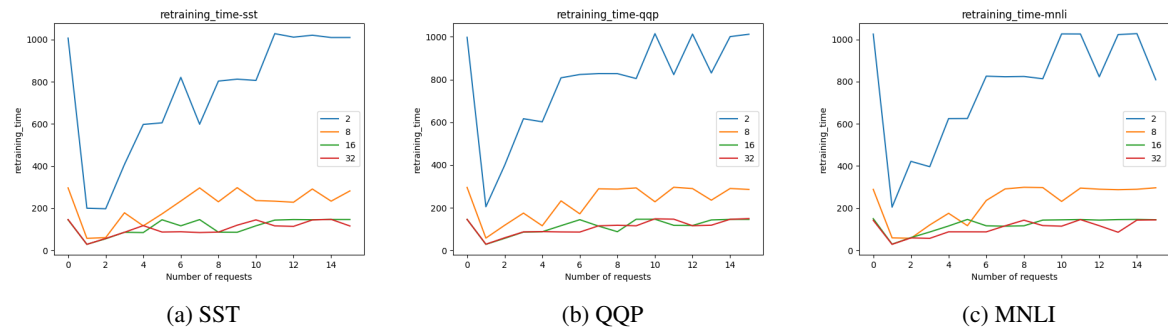 retraining_time-sst
retraining_time
1000
800
600
400
200
0
2
8
16
32
0 2 4 6 8 10 12 14
Number of requests
(a) SST
retraining_time-qqp
retraining_time
1000
800
600
400
200
0
2
8
16
32
0 2 4 6 8 10 12 14
Number of requests
(b) QQP
retraining_time-mnli
retraining_time
1000
800
600
400
200
0
2
8
16
32
0 2 4 6 8 10 12 14
Number of requests
(c) MNLI